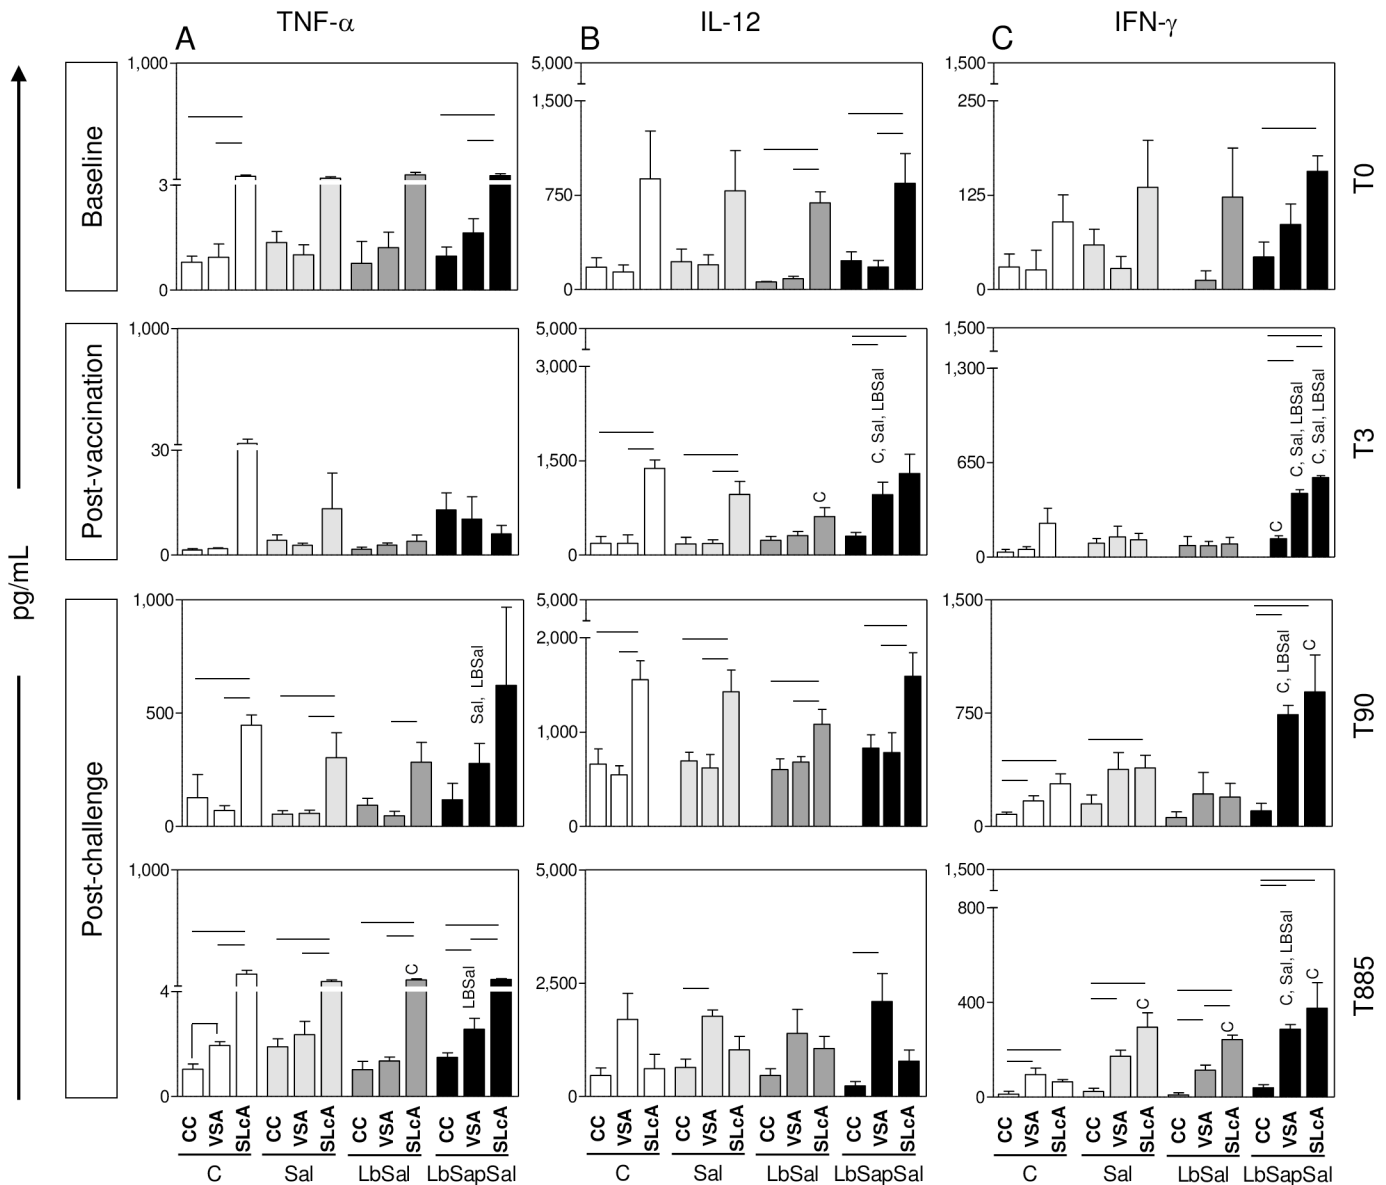 TNF-α
IL-12
IFN-γ
A
B
C
pg/mL
Baseline
1,000
3
0
5,000
1,500
750
0
1,500
250
125
0
T0
Post-vaccination
1,000
30
0
5,000
3,000
1,500
0
C
C, Sal, LBSal
1,500
1,300
650
0
C
C, Sal, LBSal
C, Sal, LBSal
T3
Post-challenge
1,000
500
0
Sal, LBSal
5,000
2,000
1,000
0
1,500
750
0
C, LBSal
C
T90
1,000
4
0
C
LBSal
5,000
2,500
0
1,500
800
400
0
C
C
C, Sal, LBSal
C
T885
CC VSA SLcA CC VSA SLcA CC VSA SLcA CC VSA SLcA
C Sal LbSal LbSapSal
CC VSA SLcA CC VSA SLcA CC VSA SLcA CC VSA SLcA
C Sal LbSal LbSapSal
CC VSA SLcA CC VSA SLcA CC VSA SLcA CC VSA SLcA
C Sal LbSal LbSapSal